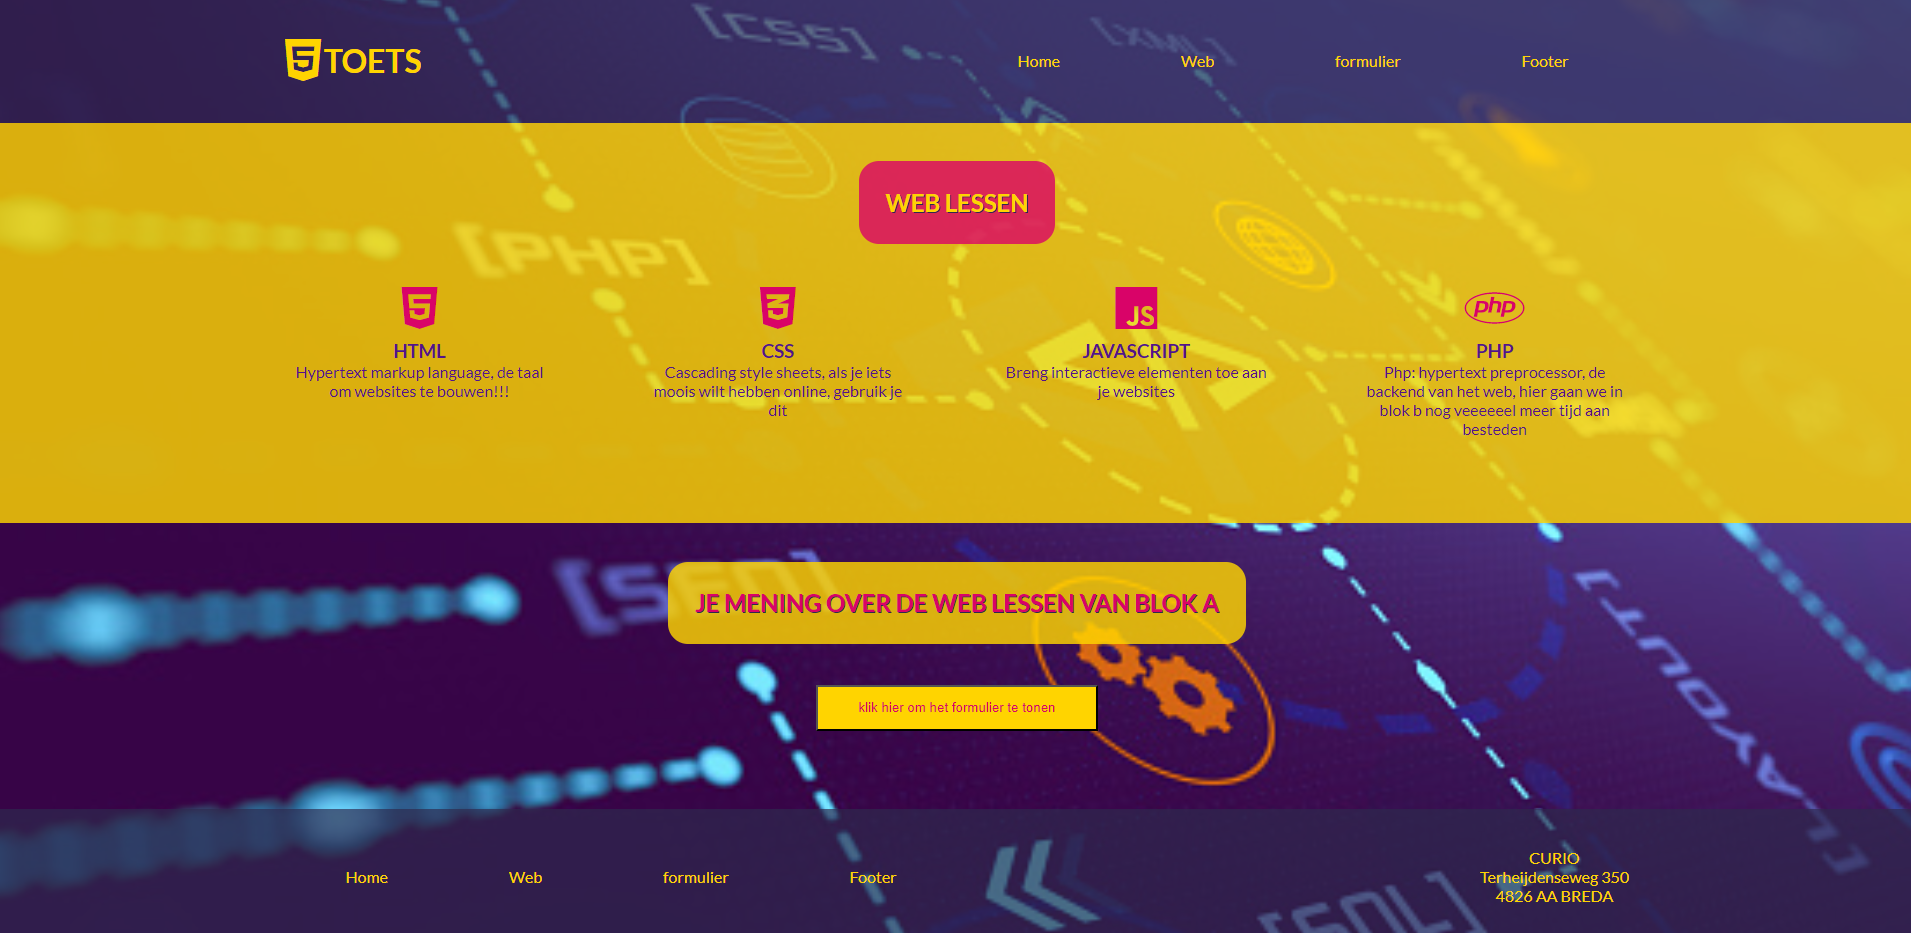 [CSS]
[XML]
TOETS
Home
Web
formulier
Footer
WEB LESSEN
[PHP]
JS
php
HTML
CSS
JAVASCRIPT
PHP
Hypertext markup language, de taal
om websites te bouwen!!!
Cascading style sheets, als je iets
moois wilt hebben online, gebruik je
dit
Breng interactieve elementen toe aan
je websites
Php: hypertext preprocessor, de
backend van het web, hier gaan we in
blok b nog veeeeeel meer tijd aan
besteden
JE MENING OVER DE WEB LESSEN VAN BLOK A
klik hier om het formulier te tonen
Home
Web
formulier
Footer
CURIO
Terheijdenseweg 350
4826 AA BREDA
[SQL]